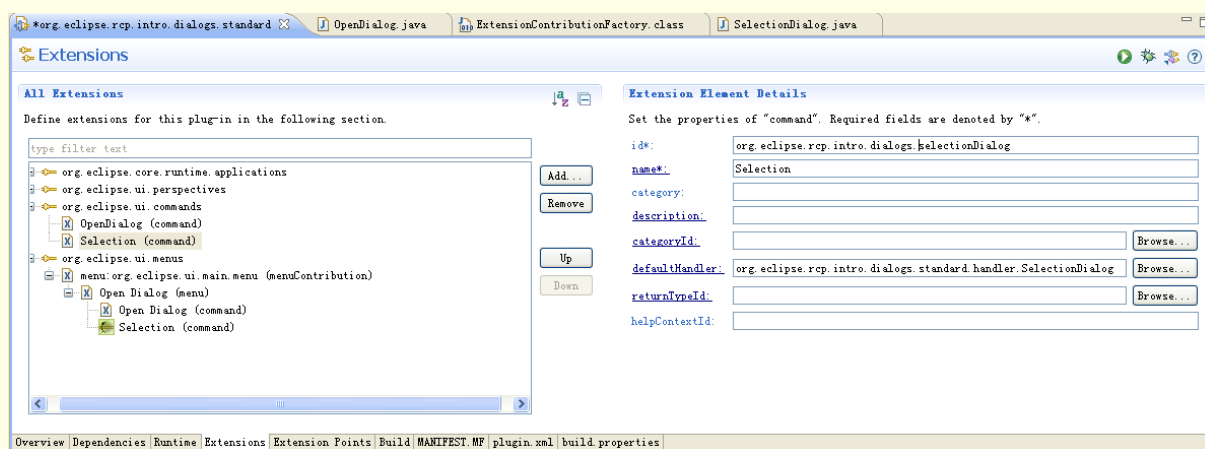 *org.eclipse.rcp.intro.dialogs.standard
OpenDialog.java
ExtensionContributionFactory.class
SelectionDialog.java
Extensions
All Extensions
Define extensions for this plug-in in the following section.
type filter text
org.eclipse.core.runtime.applications
org.eclipse.ui.perspectives
org.eclipse.ui.commands
OpenDialog (command)
Selection (command)
org.eclipse.ui.menus
menu:org.eclipse.ui.main.menu (menuContribution)
Open Dialog (menu)
Open Dialog (command)
Selection (command)
Add...
Remove
Up
Down
Extension Element Details
Set the properties of "command". Required fields are denoted by "*".
id*: org.eclipse.rcp.intro.dialogs.selectionDialog
name*: Selection
category:
description:
categoryId: Browse...
defaultHandler: org.eclipse.rcp.intro.dialogs.standard.handler.SelectionDialog Browse...
returnTypeId: Browse...
helpContextId:
Overview Dependencies Runtime Extensions Extension Points Build MANIFEST.MF plugin.xml build.properties